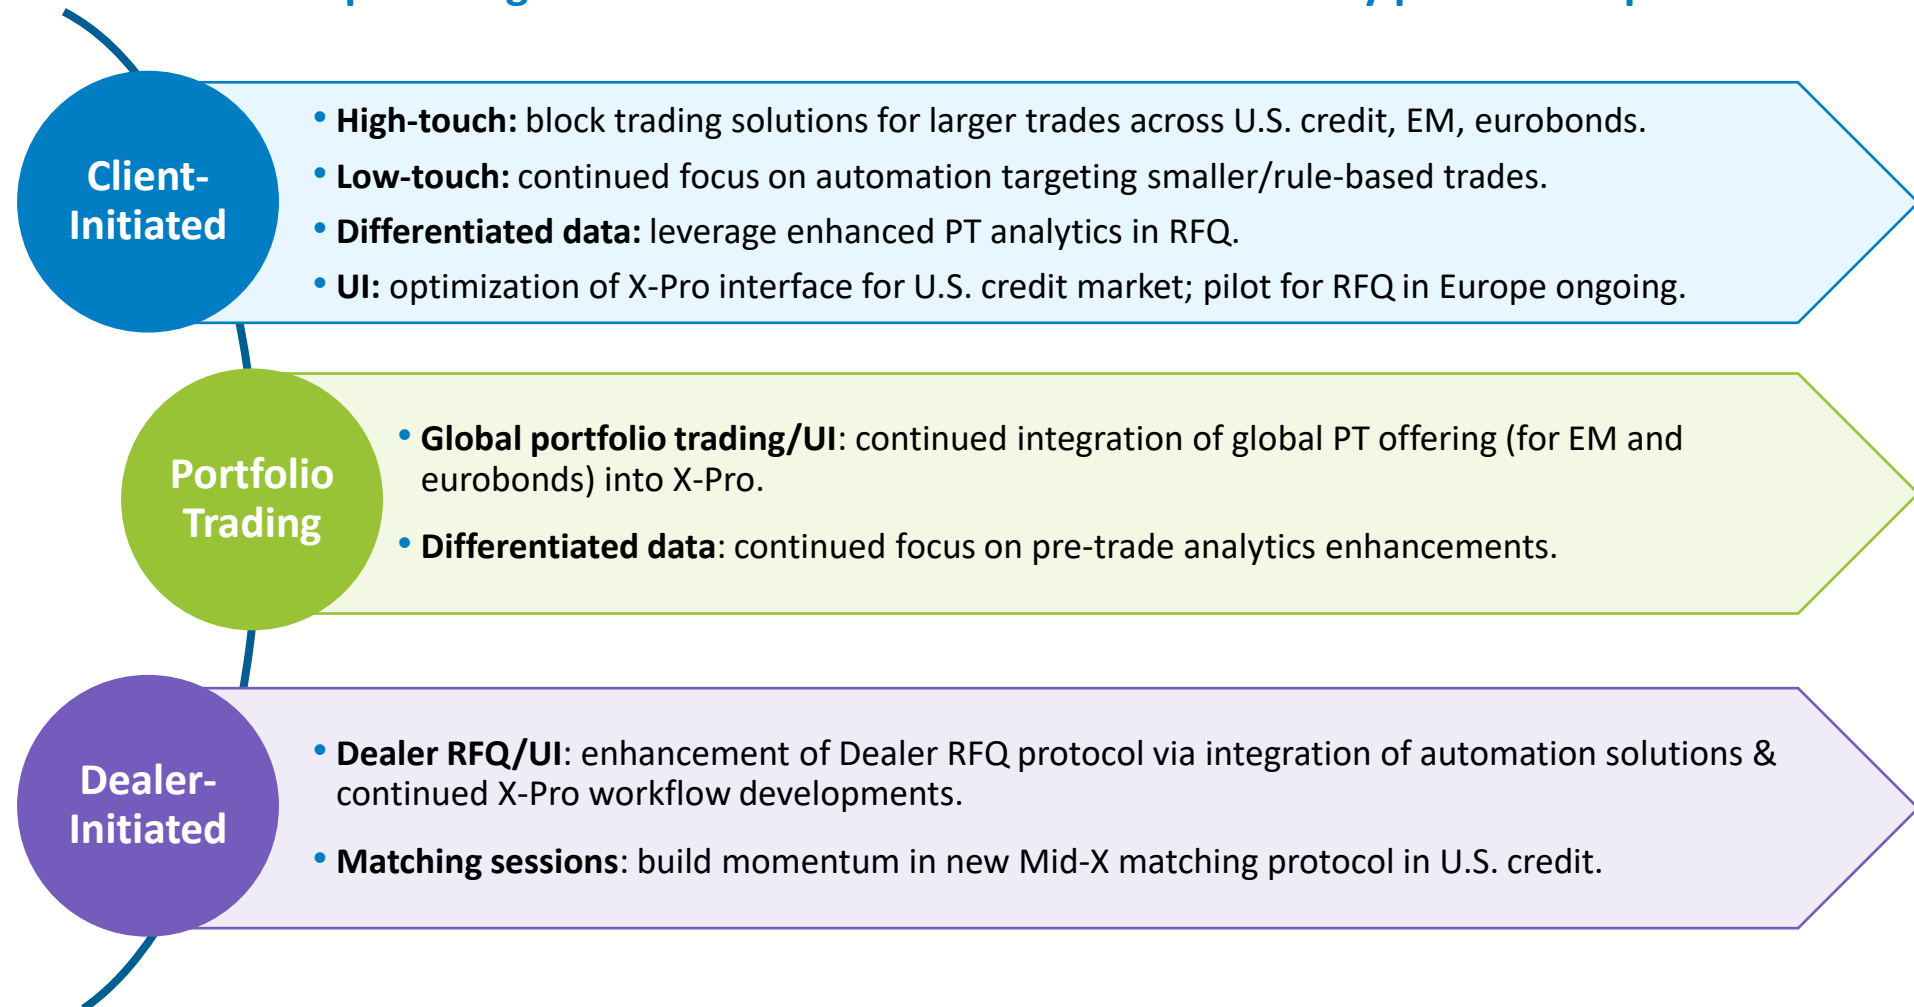 Client-
Initiated
• High-touch: block trading solutions for larger trades across U.S. credit, EM, eurobonds.
• Low-touch: continued focus on automation targeting smaller/rule-based trades.
• Differentiated data: leverage enhanced PT analytics in RFQ.
• UI: optimization of X-Pro interface for U.S. credit market; pilot for RFQ in Europe ongoing.
Portfolio
Trading
• Global portfolio trading/UI: continued integration of global PT offering (for EM and
eurobonds) into X-Pro.
• Differentiated data: continued focus on pre-trade analytics enhancements.
Dealer-
Initiated
• Dealer RFQ/UI: enhancement of Dealer RFQ protocol via integration of automation solutions &
continued X-Pro workflow developments.
• Matching sessions: build momentum in new Mid-X matching protocol in U.S. credit.